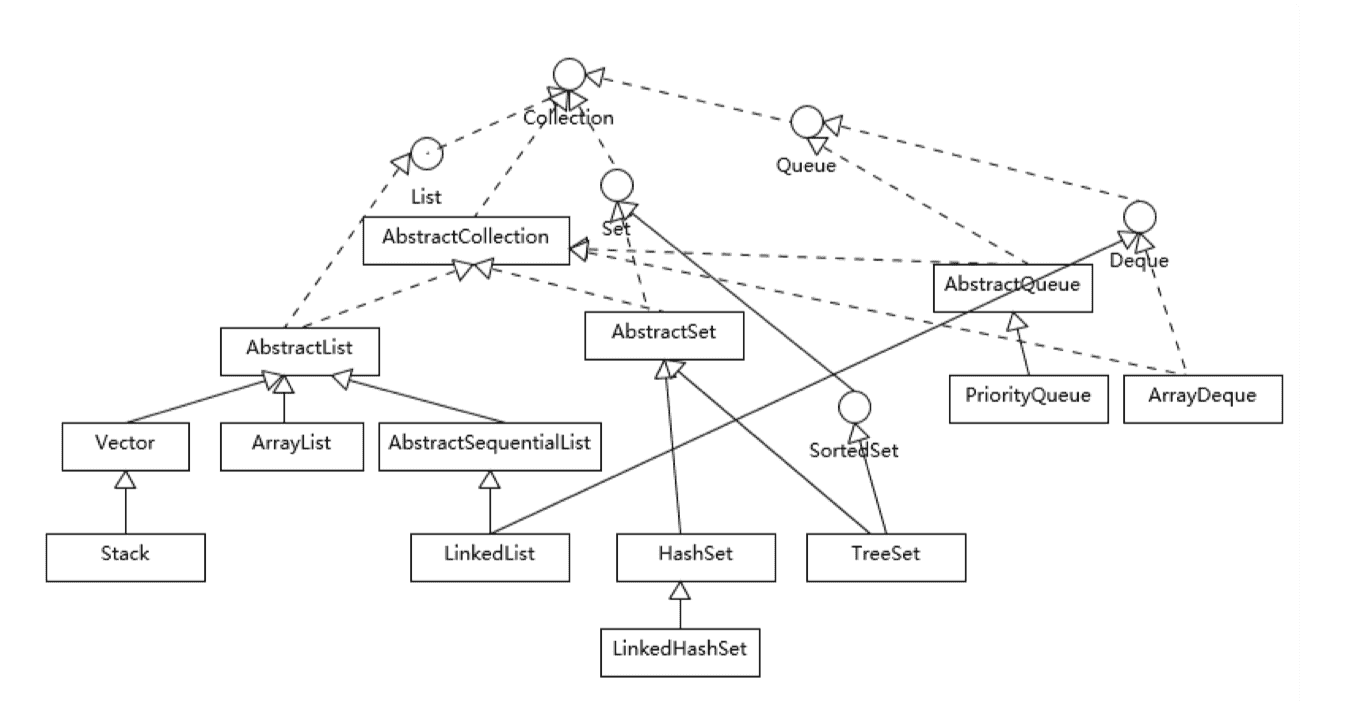 Collection
Queue
List
Set
AbstractCollection
Deque
AbstractQueue
AbstractSet
AbstractList
PriorityQueue
ArrayDeque
Vector
ArrayList
AbstractSequentialList
SortedSet
Stack
LinkedList
HashSet
TreeSet
LinkedHashSet